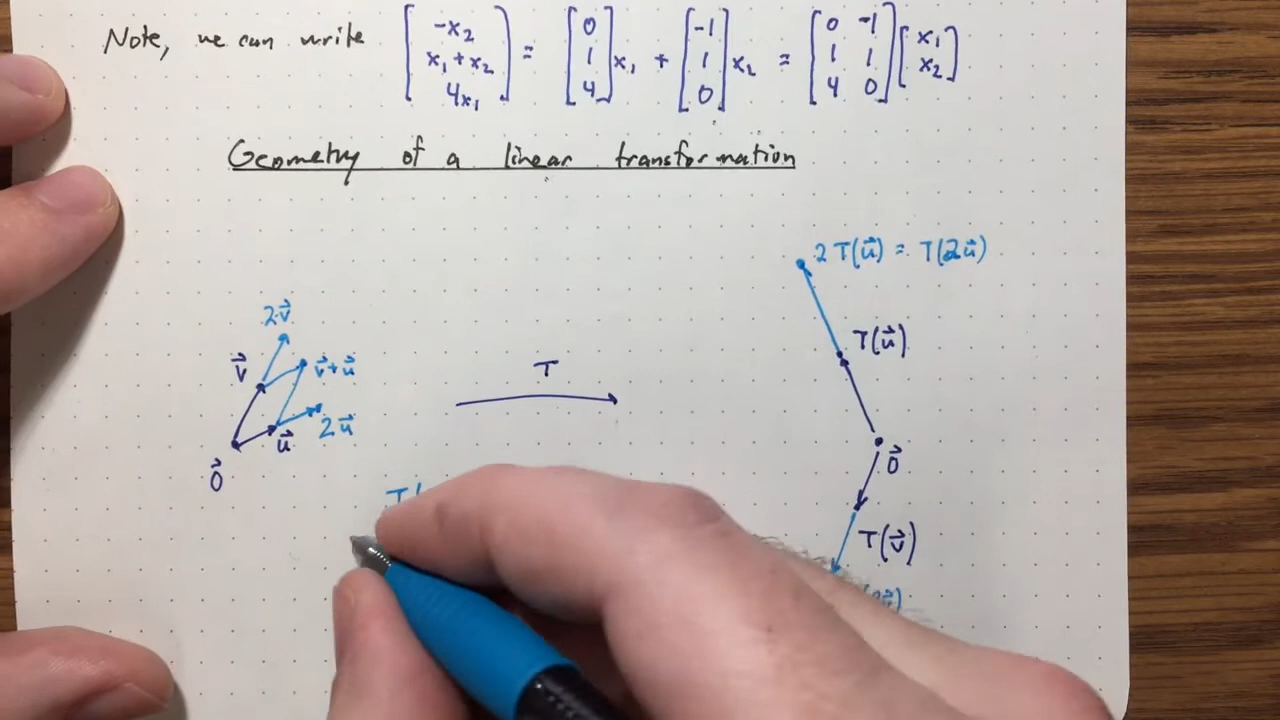 Note, we can write [-x₂; x₁+x₂; 4x₁] = [0; 1; 4] x₁ + [-1; 1; 0] x₂ = [0 -1; 1 1; 4 0] [x₁; x₂]
Geometry of a linear transformation
2T(u⃗) = T(2u⃗)
2v⃗
T(u⃗)
v⃗
v⃗+u⃗
T
2u⃗
u⃗
0⃗
0⃗
T(v⃗)